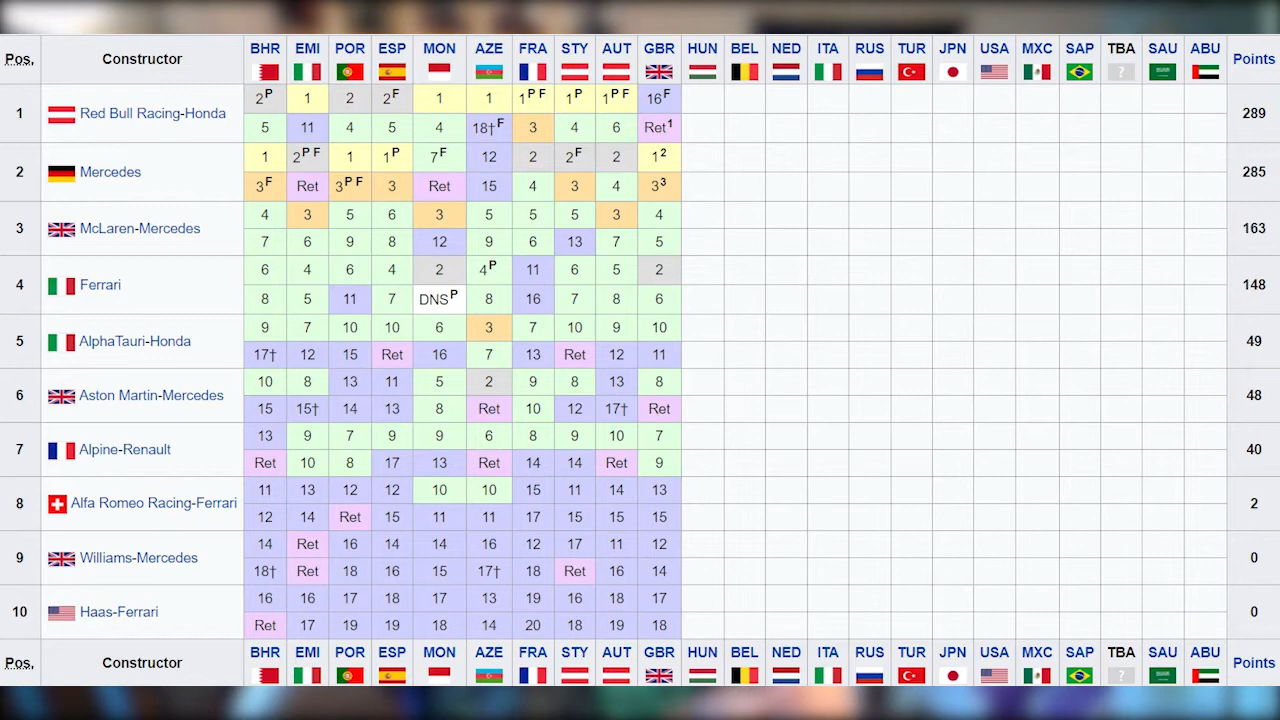 Pos. Constructor BHR EMI POR ESP MON AZE FRA STY AUT GBR HUN BEL NED ITA RUS TUR JPN USA MXC SAP TBA SAU ABU Points
?
1 Red Bull Racing-Honda 2P 1 2 2F 1 1 1P F 1P 1P F 16F 289
5 11 4 5 4 18†F 3 4 6 Ret1
2 Mercedes 1 2P F 1 1P 7F 12 2 2F 2 12 285
3F Ret 3P F 3 Ret 15 4 3 4 33
3 McLaren-Mercedes 4 3 5 6 3 5 5 5 3 4 163
7 6 9 8 12 9 6 13 7 5
4 Ferrari 6 4 6 4 2 4P 11 6 5 2 148
8 5 11 7 DNSP 8 16 7 8 6
5 AlphaTauri-Honda 9 7 10 10 6 3 7 10 9 10 49
17† 12 15 Ret 16 7 13 Ret 12 11
6 Aston Martin-Mercedes 10 8 13 11 5 2 9 8 13 8 48
15 15† 14 13 8 Ret 10 12 17† Ret
7 Alpine-Renault 13 9 7 9 9 6 8 9 10 7 40
Ret 10 8 17 13 Ret 14 14 Ret 9
8 Alfa Romeo Racing-Ferrari 11 13 12 12 10 10 15 11 14 13 2
12 14 Ret 15 11 11 17 15 15 15
9 Williams-Mercedes 14 Ret 16 14 14 16 12 17 11 12 0
18† Ret 18 16 15 17† 18 Ret 16 14
10 Haas-Ferrari 16 16 17 18 17 13 19 16 18 17 0
Ret 17 19 19 18 14 20 18 19 18
Pos. Constructor BHR EMI POR ESP MON AZE FRA STY AUT GBR HUN BEL NED ITA RUS TUR JPN USA MXC SAP TBA SAU ABU Points
?